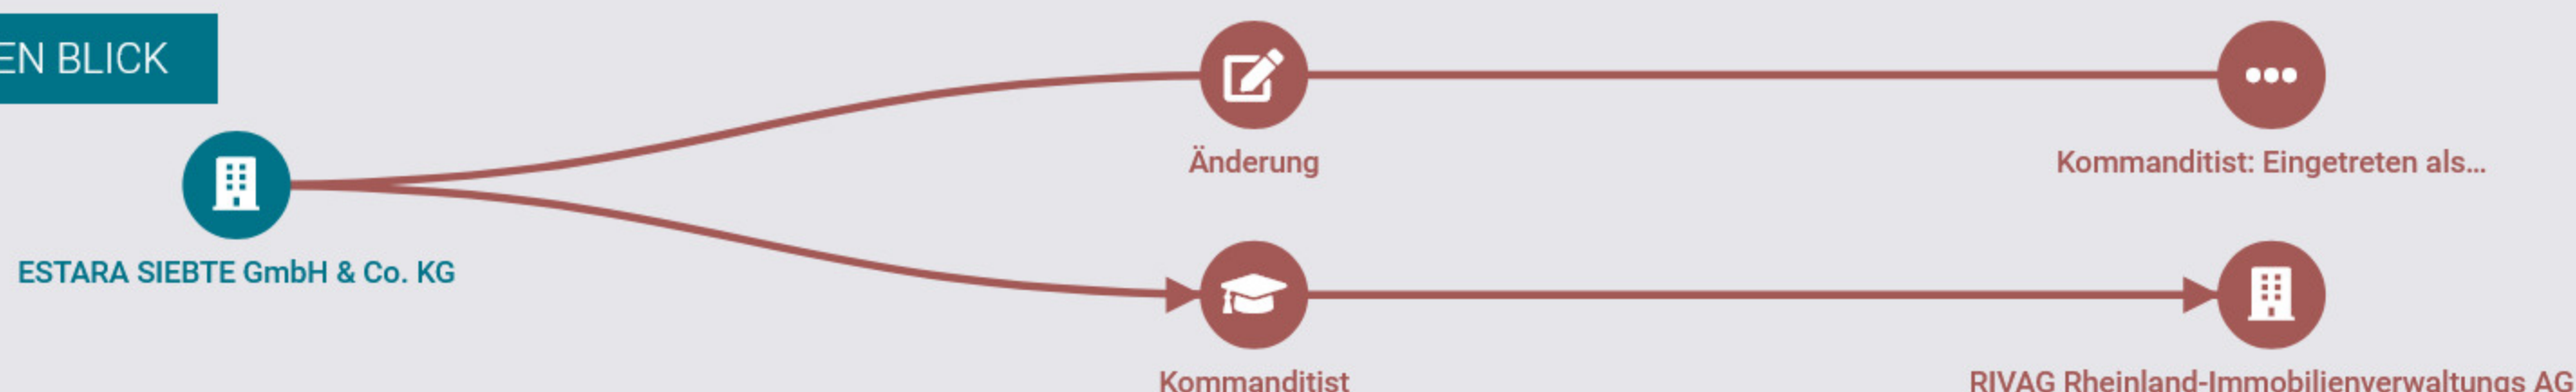 EN BLICK
Änderung
Kommanditist: Eingetreten als...
ESTARA SIEBTE GmbH & Co. KG
Kommanditist
RIVAG Rheinland-Immobilienverwaltungs AG